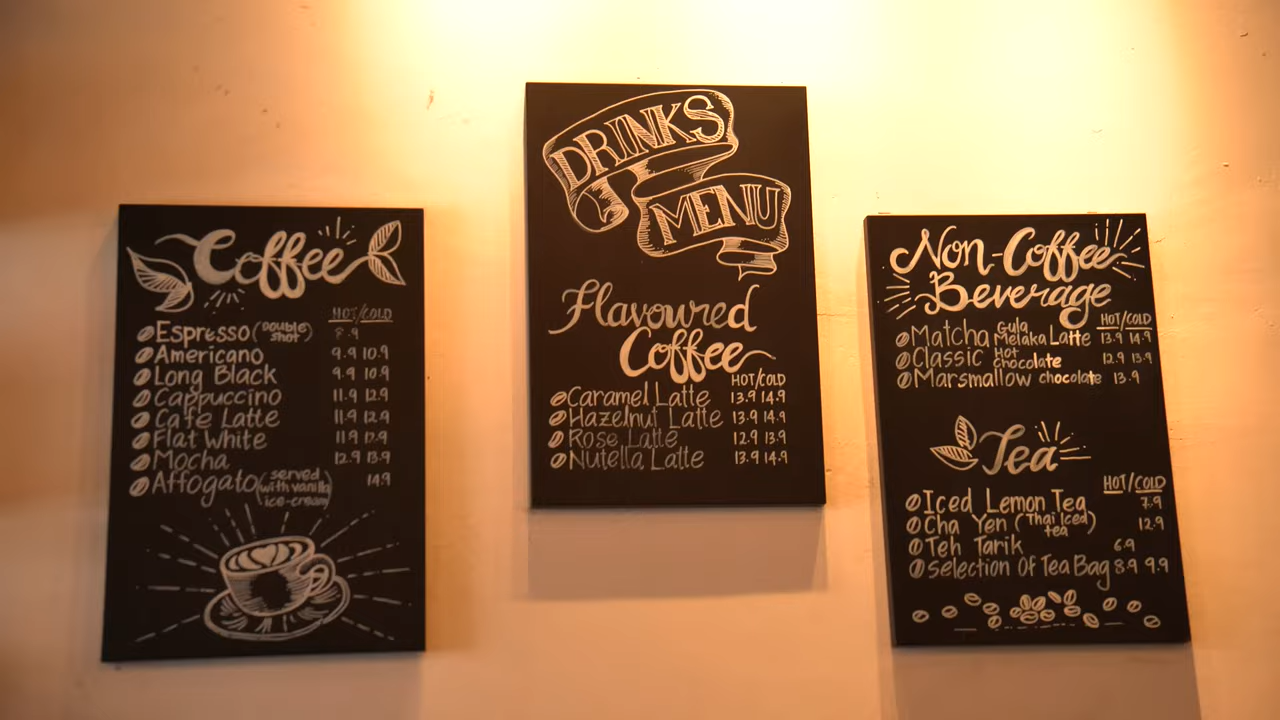 Coffee
HOT/COLD
Espresso (Double shot) 7.9
Americano 9.9 10.9
Long Black 9.9 10.9
Cappuccino 11.9 12.9
Cafe Latte 11.9 12.9
Flat White 11.9 12.9
Mocha 12.9 13.9
Affogato (served with vanilla ice-cream) 14.9
DRINKS
MENU
Flavoured
Coffee
HOT/COLD
Caramel Latte 13.9 14.9
Hazelnut Latte 13.9 14.9
Rose Latte 12.9 13.9
Nutella Latte 13.9 14.9
Non-Coffee
Beverage
HOT/COLD
Matcha Gula Melaka Latte 13.9 14.9
Classic Hot chocolate 12.9 13.9
Marsmallow chocolate 13.9
Tea
HOT/COLD
Iced Lemon Tea 7.9
Cha Yen (Thai Iced tea) 12.9
Teh Tarik 6.9
Selection Of Tea Bag 8.9 9.9